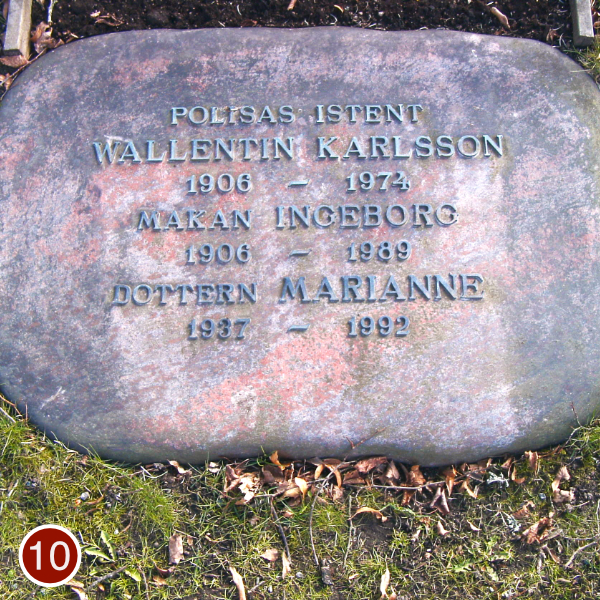 POLISASSISTENT
WALLENTIN KARLSSON
1906 – 1974
MAKAN INGEBORG
1906 – 1989
DOTTERN MARIANNE
1937 – 1992
10